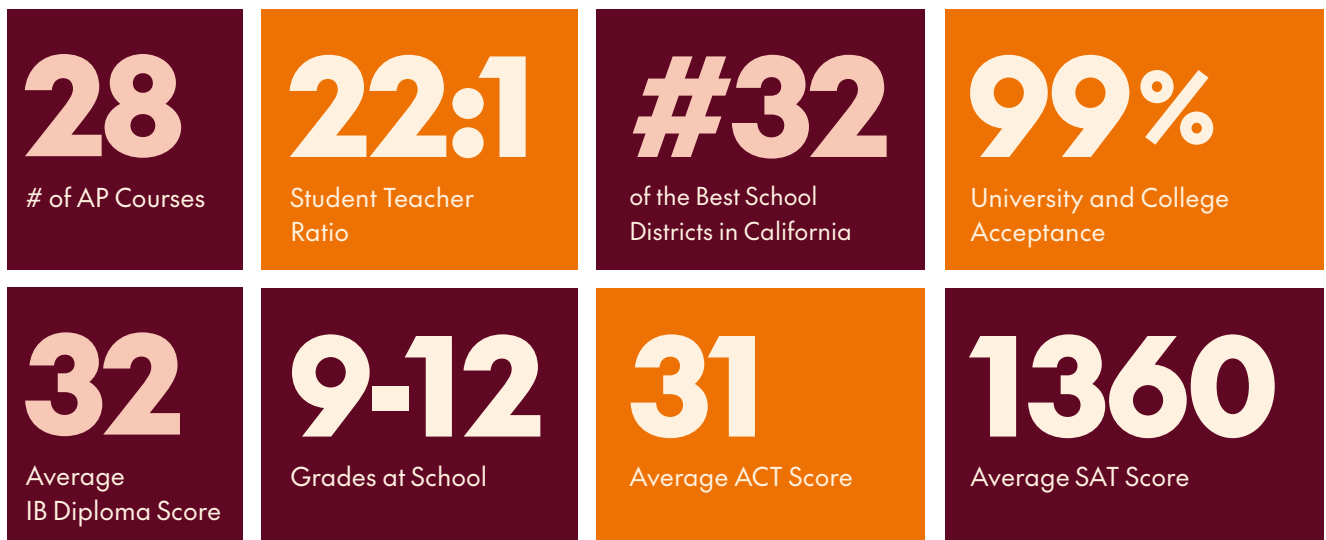 28
# of AP Courses
22:1
Student Teacher
Ratio
#32
of the Best School
Districts in California
99%
University and College
Acceptance
32
Average
IB Diploma Score
9-12
Grades at School
31
Average ACT Score
1360
Average SAT Score